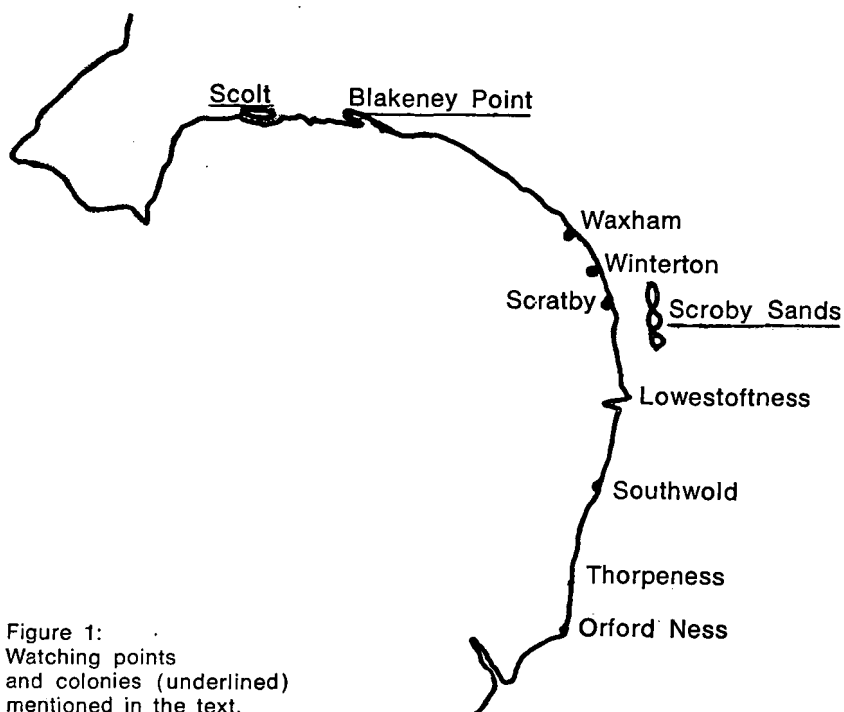 Scolt
Blakeney Point
Waxham
Winterton
Scratby
Scroby Sands
Lowestoftness
Southwold
Thorpeness
Orford Ness
Figure 1:
Watching points
and colonies (underlined)
mentioned in the text.